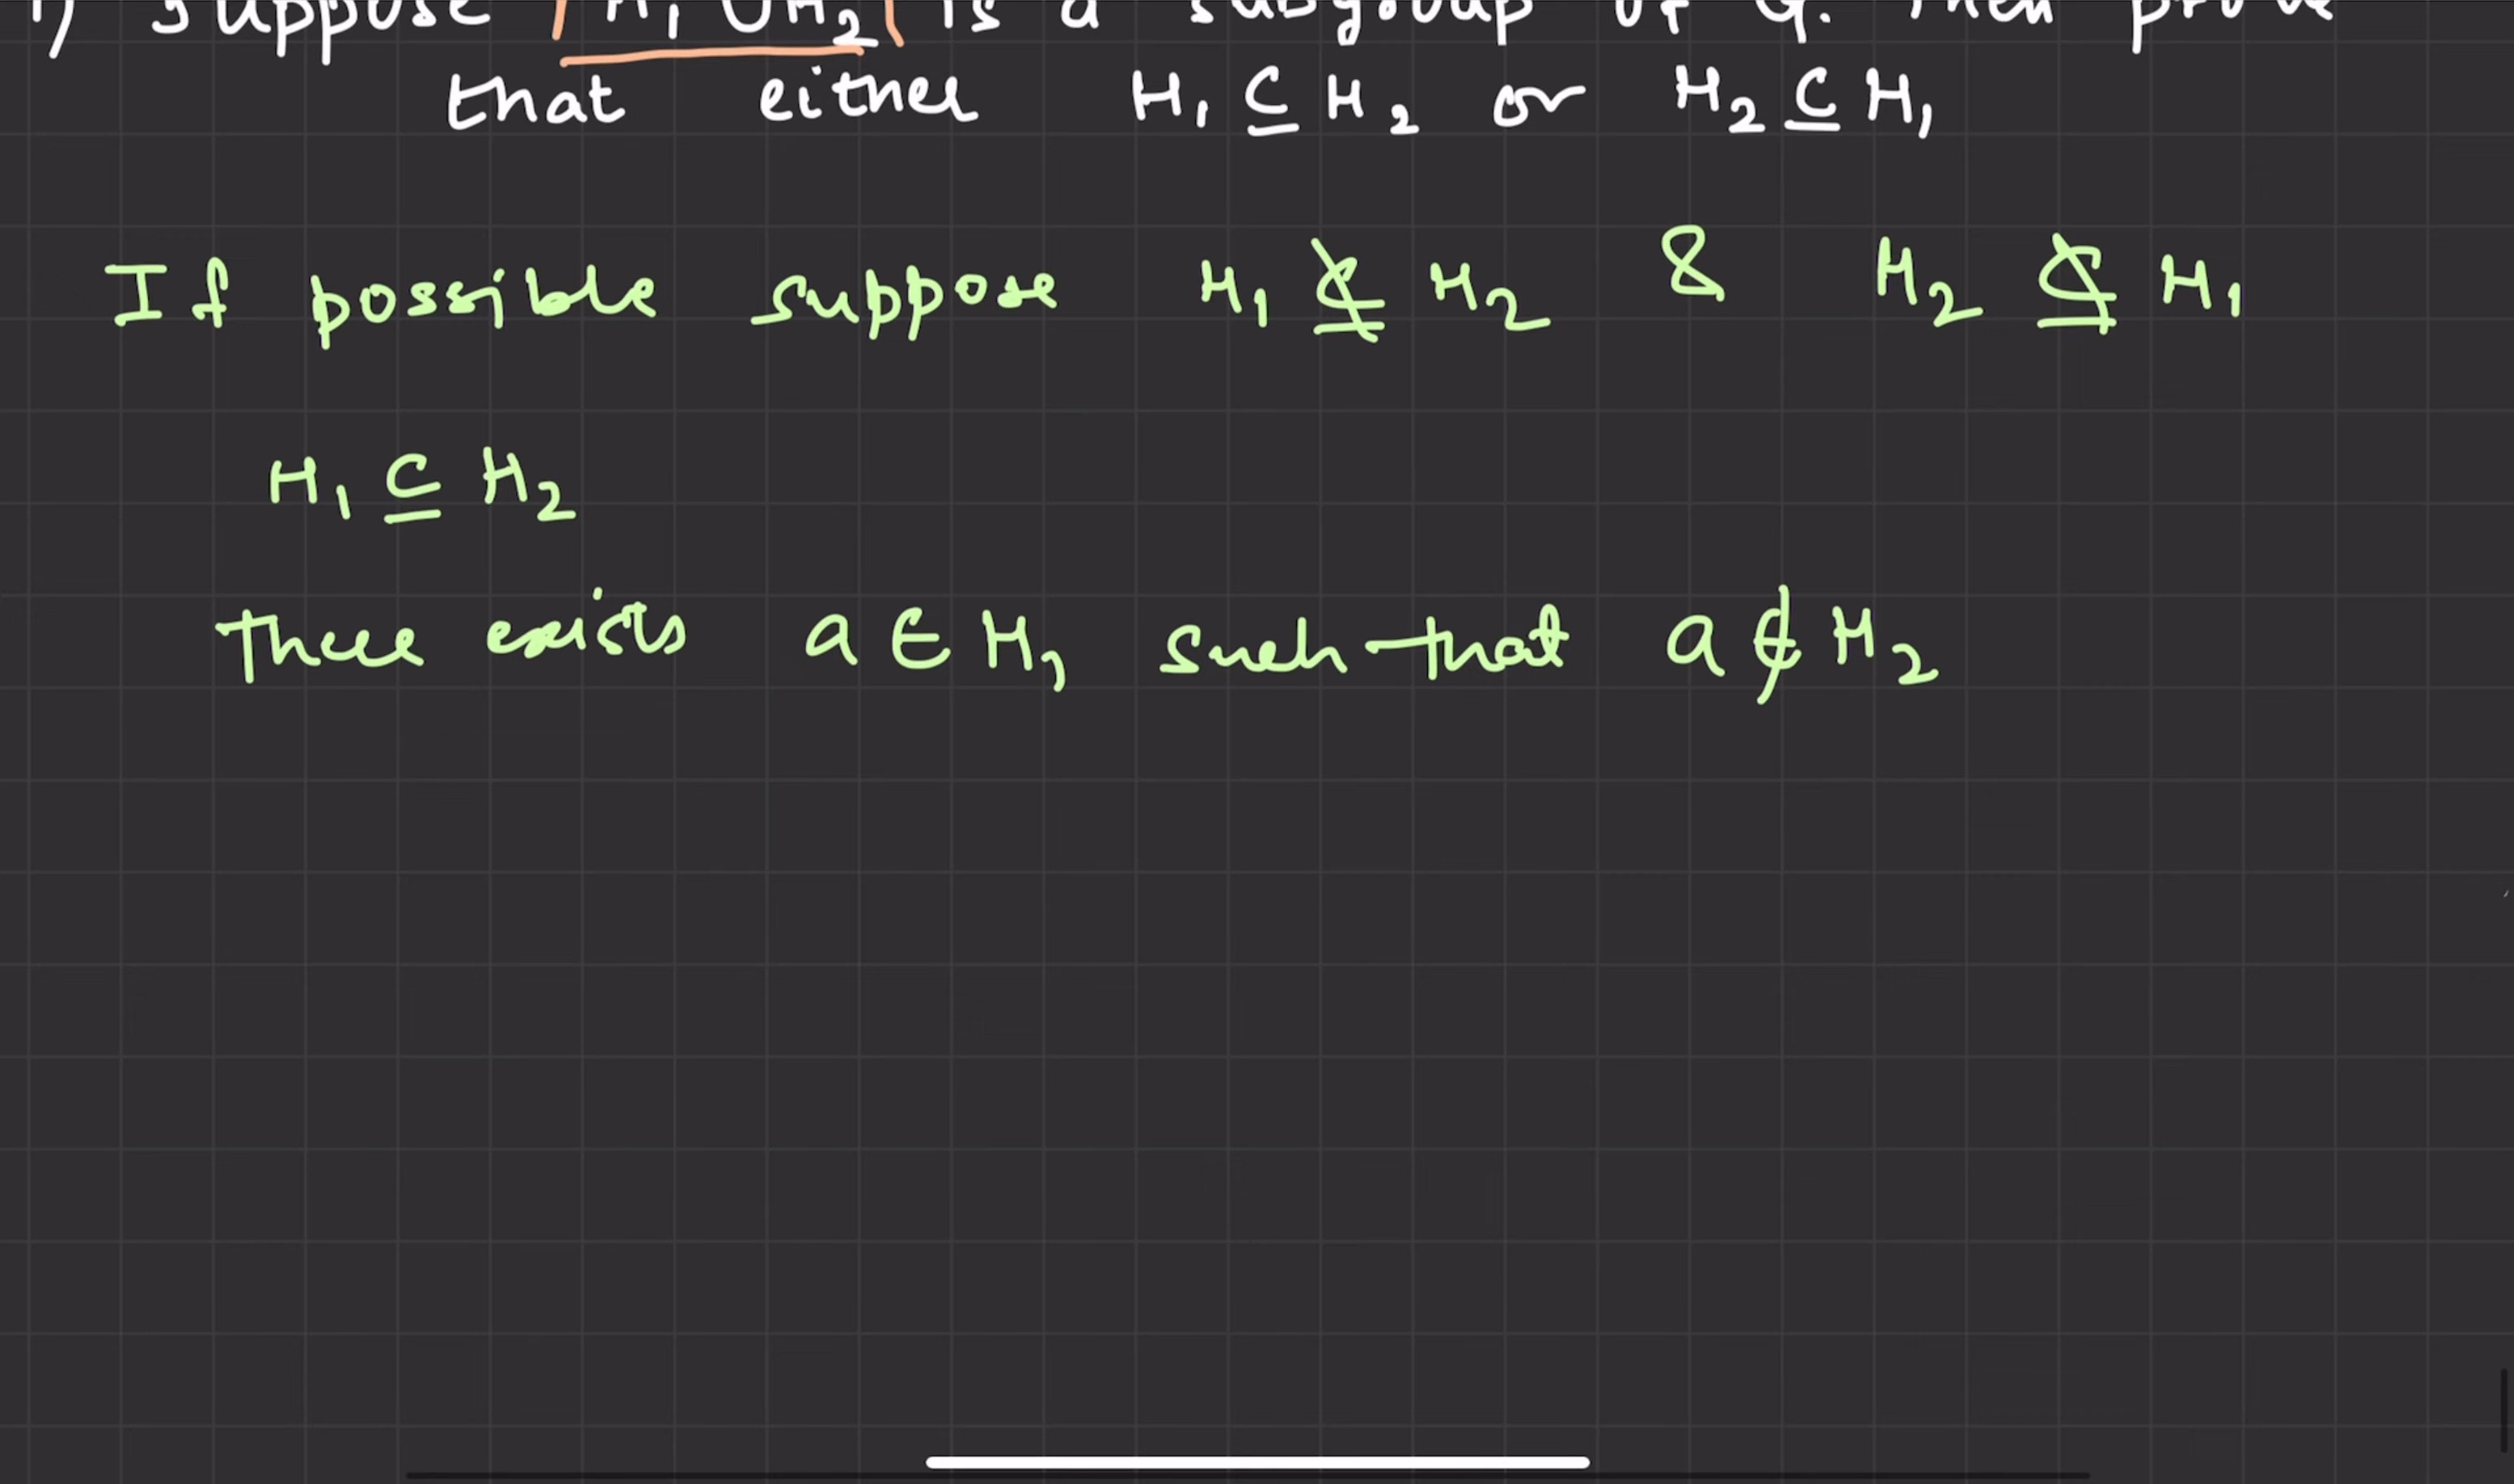 1) Suppose H₁ ∪ H₂ is a subgroup of G. Then prove
that either H₁ ⊆ H₂ or H₂ ⊆ H₁
If possible suppose H₁ ⊈ H₂ & H₂ ⊈ H₁
H₁ ⊆ H₂
There exists a ∈ H₁ such that a ∉ H₂